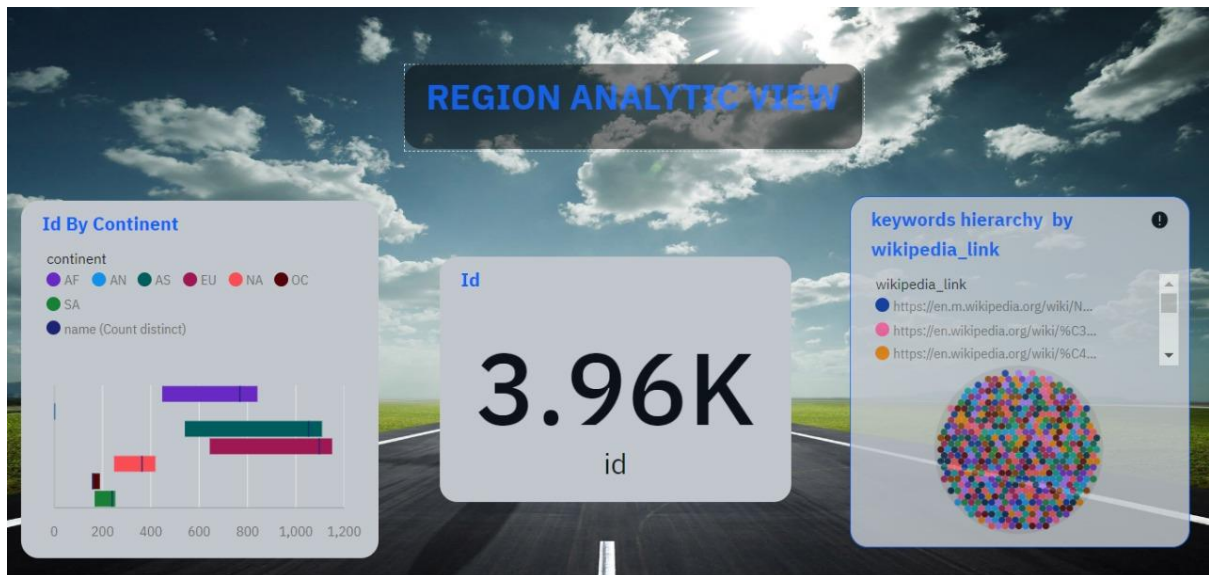 REGION ANALYTIC VIEW
Id By Continent
continent
AF AN AS EU NA OC
SA
name (Count distinct)
0 200 400 600 800 1,000 1,200
Id
3.96K
id
keywords hierarchy by
wikipedia_link
wikipedia_link
https://en.m.wikipedia.org/wiki/N...
https://en.wikipedia.org/wiki/%C3...
https://en.wikipedia.org/wiki/%C4...